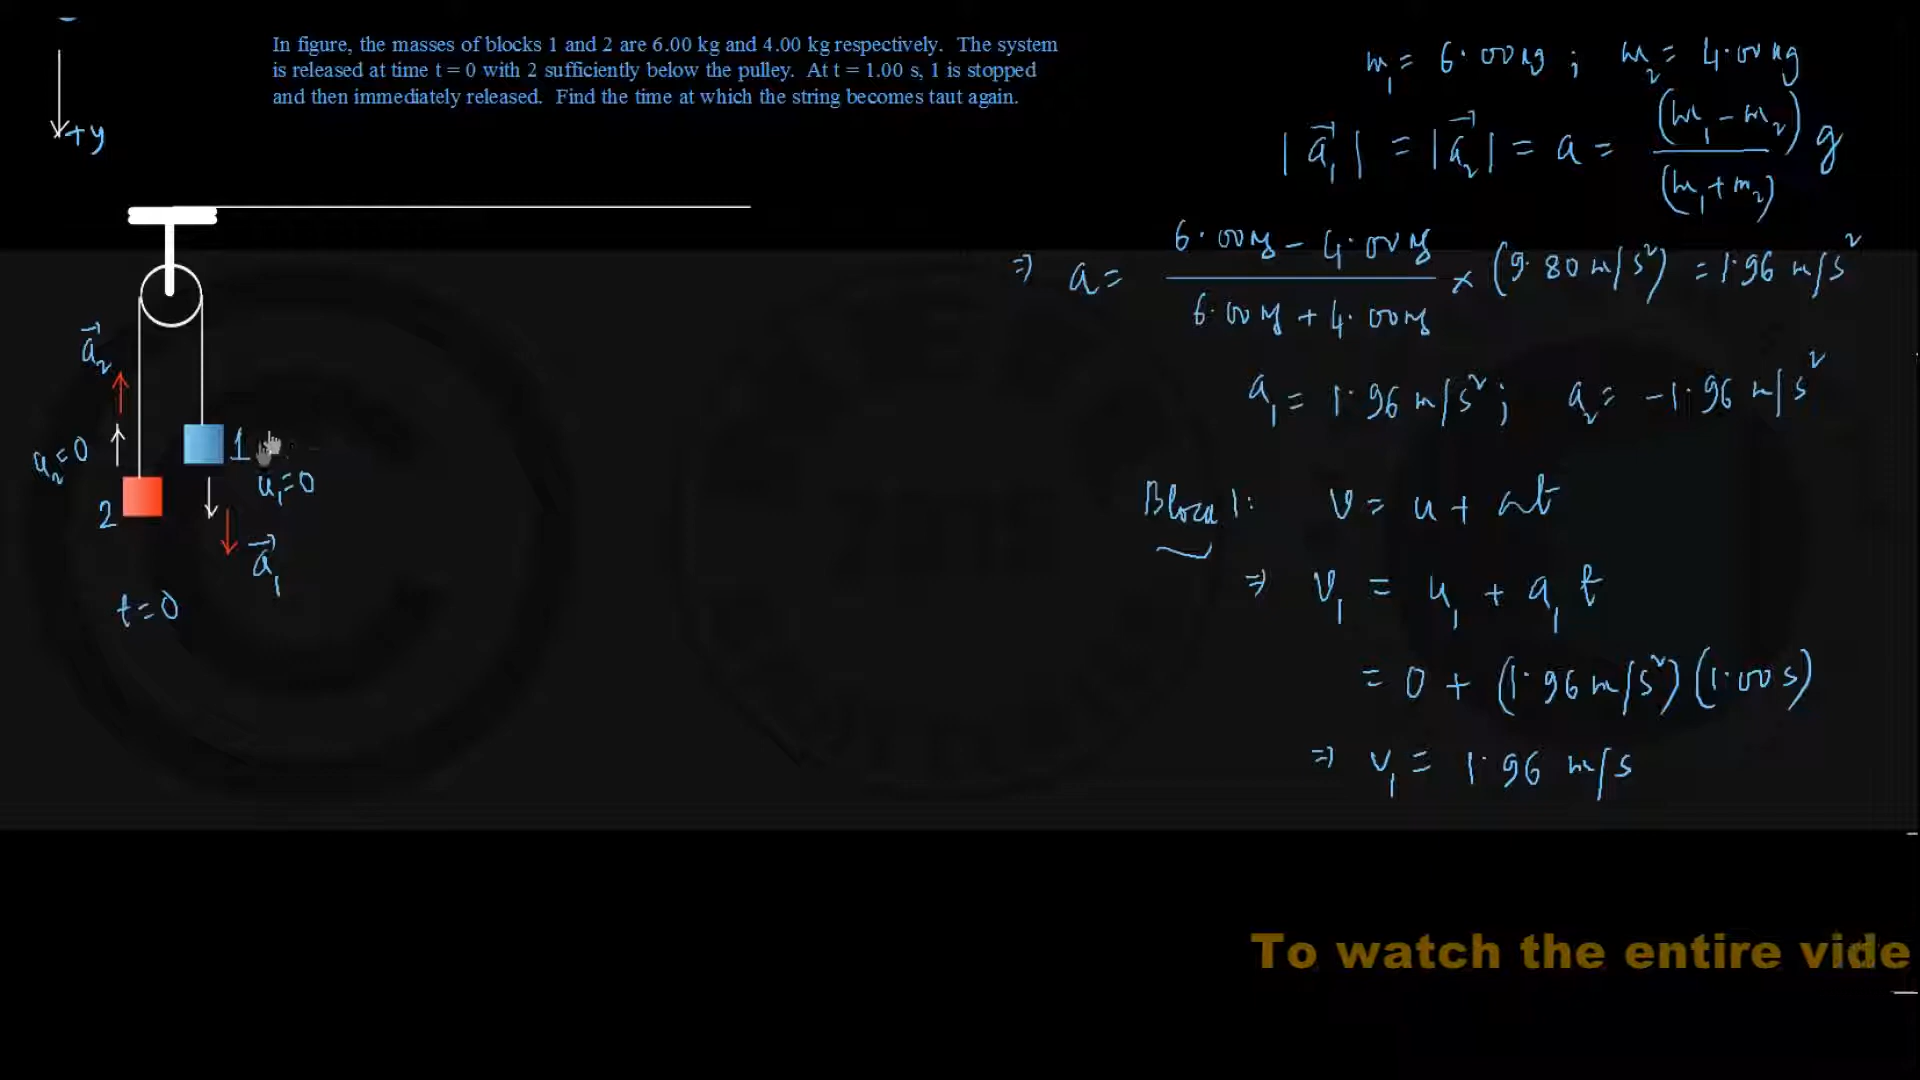 In figure, the masses of blocks 1 and 2 are 6.00 kg and 4.00 kg respectively. The system
is released at time t = 0 with 2 sufficiently below the pulley. At t = 1.00 s, 1 is stopped
and then immediately released. Find the time at which the string becomes taut again.
+y
m₁ = 6.00 kg ; m₂ = 4.00 kg
|a⃗₁| = |a⃗₂| = a = (m₁ - m₂) / (m₁ + m₂) g
⇒ a = (6.00 kg - 4.00 kg) / (6.00 kg + 4.00 kg) × (9.80 m/s²) = 1.96 m/s²
a₁ = 1.96 m/s² ; a₂ = -1.96 m/s²
a⃗₂
u₂ = 0
1
u₁ = 0
2
a⃗₁
t = 0
Block 1: v = u + at
⇒ v₁ = u₁ + a₁ t
= 0 + (1.96 m/s²) (1.00 s)
⇒ v₁ = 1.96 m/s
To watch the entire vide